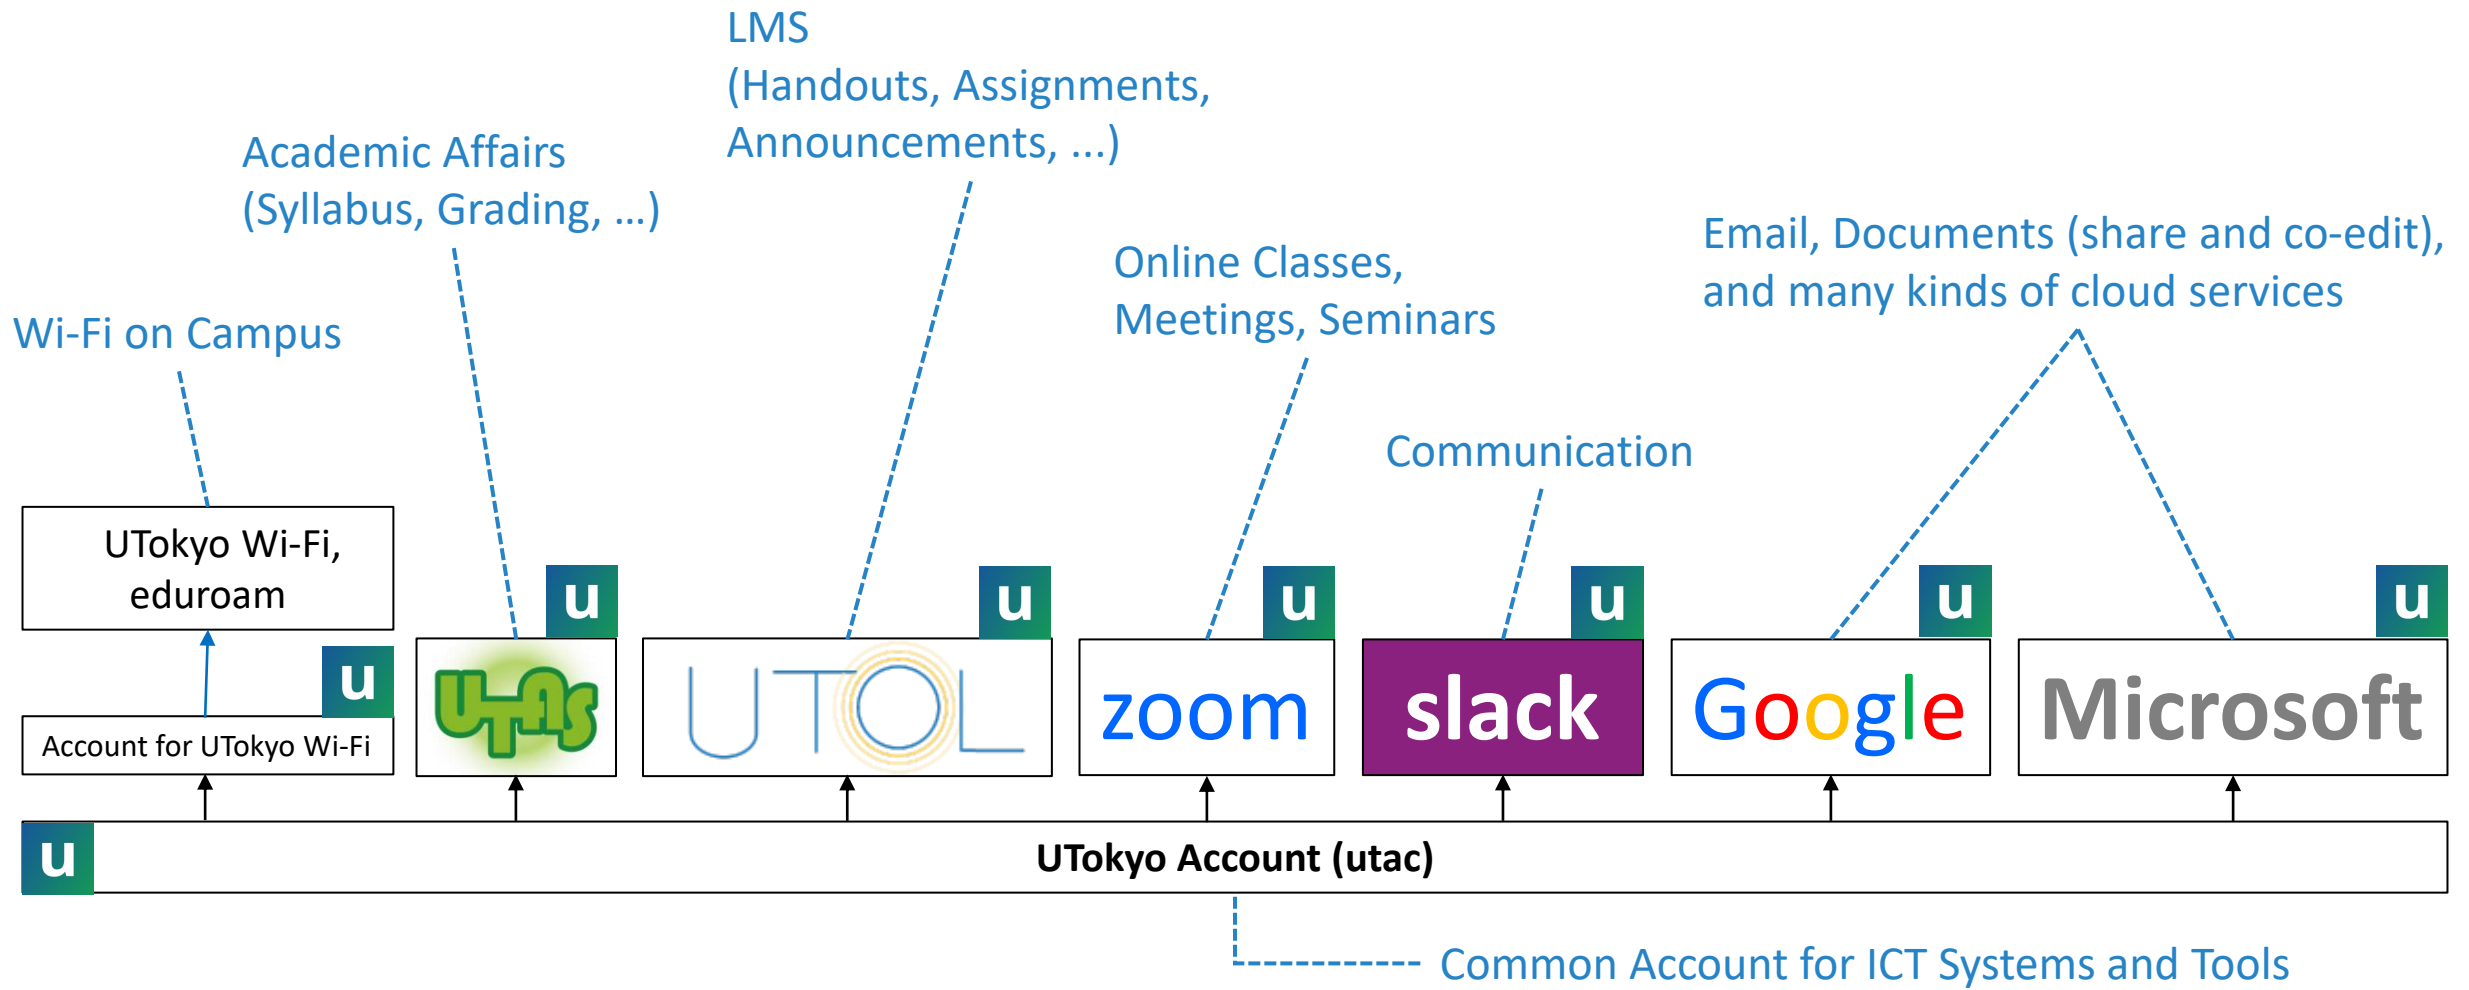 LMS
(Handouts, Assignments,
Announcements, ...)
Academic Affairs
(Syllabus, Grading, ...)
Email, Documents (share and co-edit),
and many kinds of cloud services
Online Classes,
Meetings, Seminars
Wi-Fi on Campus
Communication
UTokyo Wi-Fi,
eduroam
u
Account for UTokyo Wi-Fi
u
UTAS
u
UTOL
u
zoom
u
slack
u
Google
u
Microsoft
u
UTokyo Account (utac)
Common Account for ICT Systems and Tools